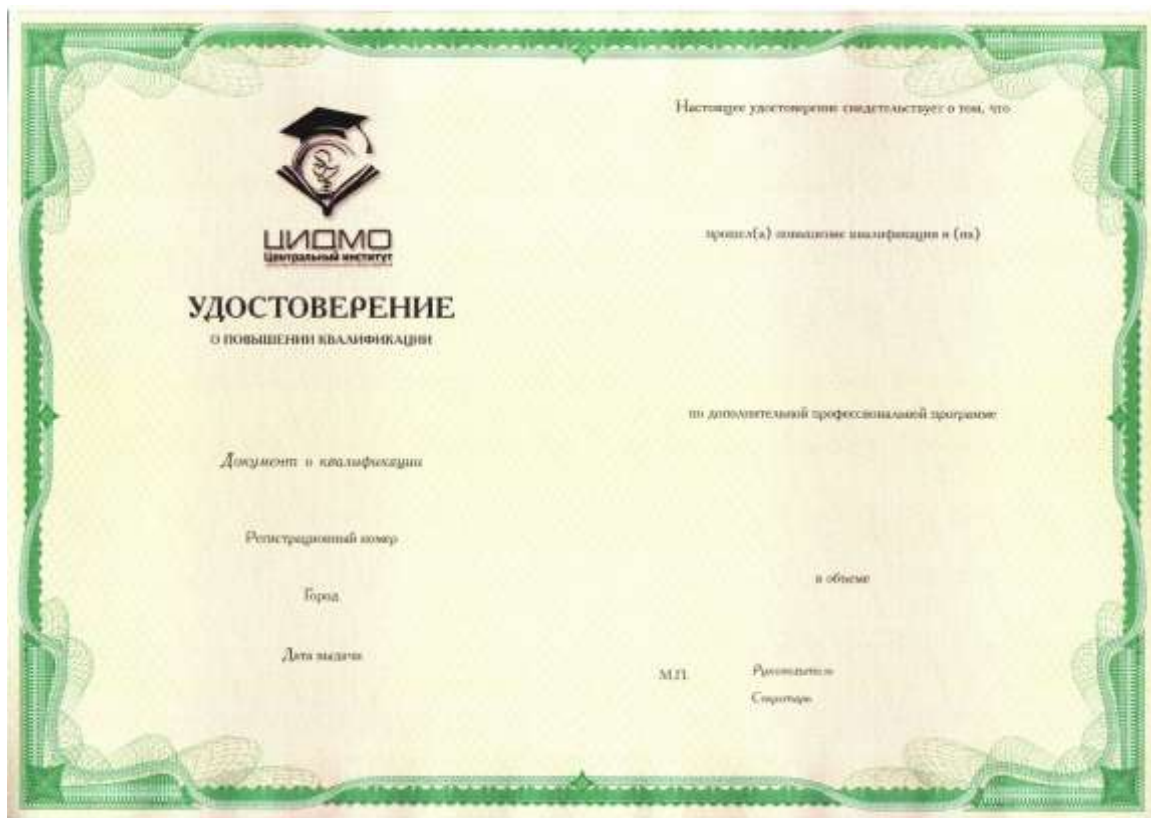 ЦИДМО
Центральный институт
УДОСТОВЕРЕНИЕ
О ПОВЫШЕНИИ КВАЛИФИКАЦИИ
Документ о квалификации
Регистрационный номер
Город
Дата выдачи
Настоящее удостоверение свидетельствует о том, что
прошел(а) повышение квалификации в (на)
по дополнительной профессиональной программе
в объеме
М.П.
Руководитель
Секретарь